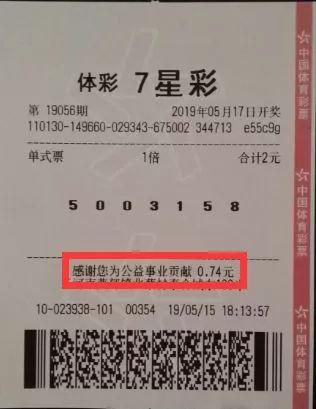 体彩 7星彩
第 19056期 2019年05月17日开奖
110130-149660-029343-675002 344713 e55c9g
单式票 1倍 合计2元
5 0 0 3 1 5 8
感谢您为公益事业贡献 0.74元
10-023938-101 00354 19/05/15 18:13:57
中国体育彩票
中国体育彩票
中国体育彩票